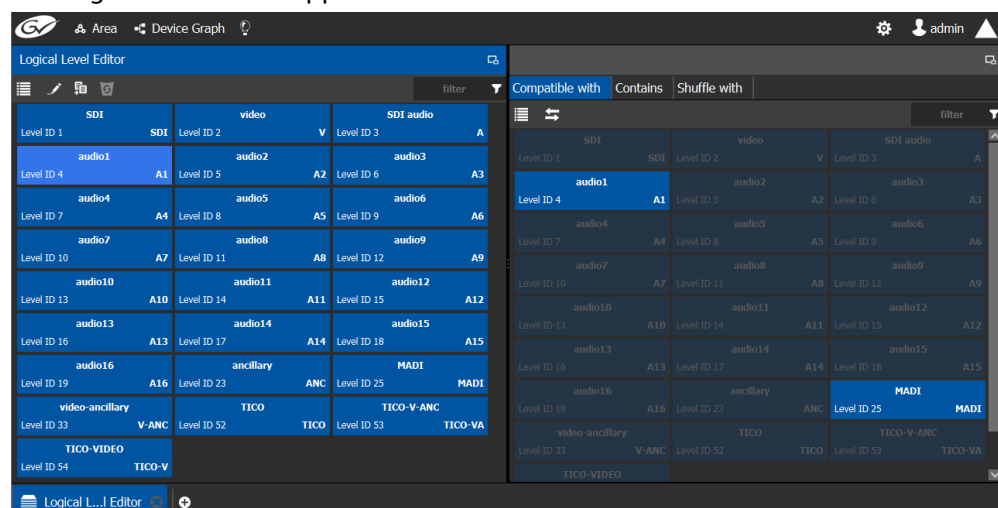 Area Device Graph admin
Logical Level Editor
filter
SDI video SDI audio
Level ID 1 SDI Level ID 2 V Level ID 3 A
audio1 audio2 audio3
Level ID 4 A1 Level ID 5 A2 Level ID 6 A3
audio4 audio5 audio6
Level ID 7 A4 Level ID 8 A5 Level ID 9 A6
audio7 audio8 audio9
Level ID 10 A7 Level ID 11 A8 Level ID 12 A9
audio10 audio11 audio12
Level ID 13 A10 Level ID 14 A11 Level ID 15 A12
audio13 audio14 audio15
Level ID 16 A13 Level ID 17 A14 Level ID 18 A15
audio16 ancillary MADI
Level ID 19 A16 Level ID 23 ANC Level ID 25 MADI
video-ancillary TICO TICO-V-ANC
Level ID 33 V-ANC Level ID 52 TICO Level ID 53 TICO-VA
TICO-VIDEO
Level ID 54 TICO-V
Compatible with Contains Shuffle with
filter
SDI video SDI audio
Level ID 1 SDI Level ID 2 V Level ID 3 A
audio1 audio2 audio3
Level ID 4 A1 Level ID 5 A2 Level ID 6 A3
audio4 audio5 audio6
Level ID 7 A4 Level ID 8 A5 Level ID 9 A6
audio7 audio8 audio9
Level ID 10 A7 Level ID 11 A8 Level ID 12 A9
audio10 audio11 audio12
Level ID 13 A10 Level ID 14 A11 Level ID 15 A12
audio13 audio14 audio15
Level ID 16 A13 Level ID 17 A14 Level ID 18 A15
audio16 ancillary MADI
Level ID 19 A16 Level ID 23 ANC Level ID 25 MADI
video-ancillary TICO TICO-V-ANC
Level ID 33 V-ANC Level ID 52 TICO Level ID 53 TICO-VA
TICO-VIDEO
Logical L...l Editor